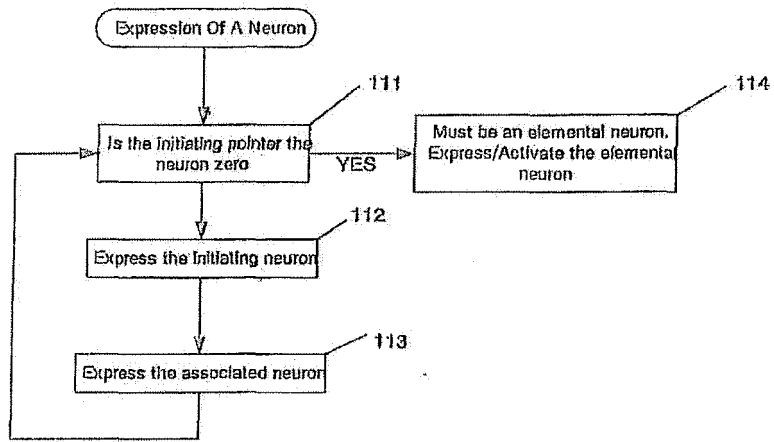 Expression Of A Neuron
111
114
Is the initiating pointer the
neuron zero
YES
Must be an elemental neuron.
Express/Activate the elemental
neuron
112
Express the initiating neuron
113
Express the associated neuron